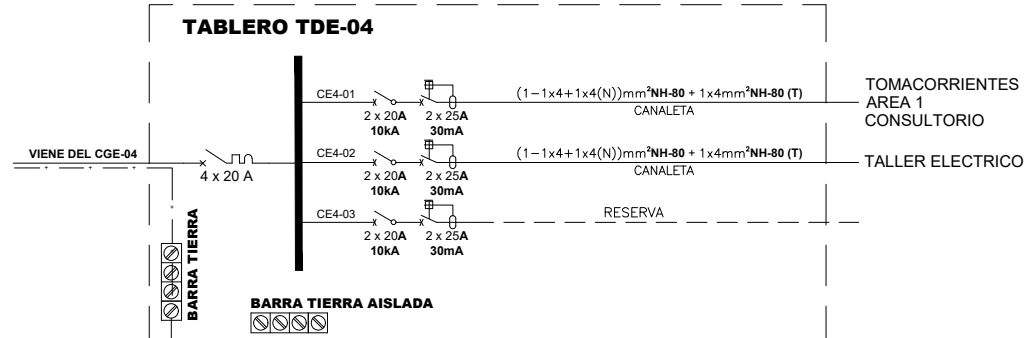 TABLERO TDE-04
CE4-01
2 x 20A
10kA
2 x 25A
30mA
(1-1x4+1x4(N))mm²NH-80 + 1x4mm²NH-80 (T)
CANALETA
TOMACORRIENTES
AREA 1
CONSULTORIO
VIENE DEL CGE-04
4 x 20 A
CE4-02
2 x 20A
10kA
2 x 25A
30mA
(1-1x4+1x4(N))mm²NH-80 + 1x4mm²NH-80 (T)
CANALETA
TALLER ELECTRICO
CE4-03
2 x 20A
10kA
2 x 25A
30mA
RESERVA
BARRA TIERRA
BARRA TIERRA AISLADA